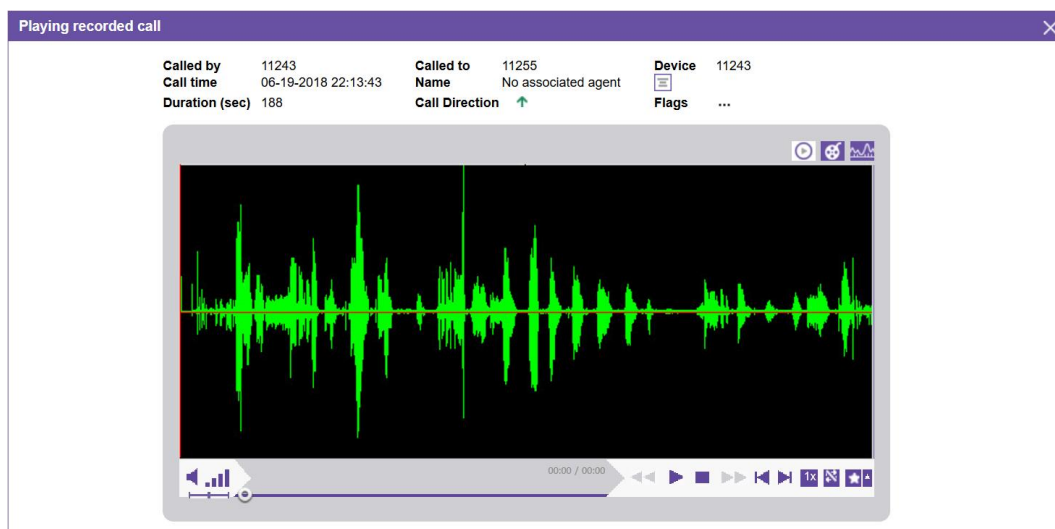 Playing recorded call
Called by 11243 Called to 11255 Device 11243
Call time 06-19-2018 22:13:43 Name No associated agent
Duration (sec) 188 Call Direction Flags ...
00:00 / 00:00
1x